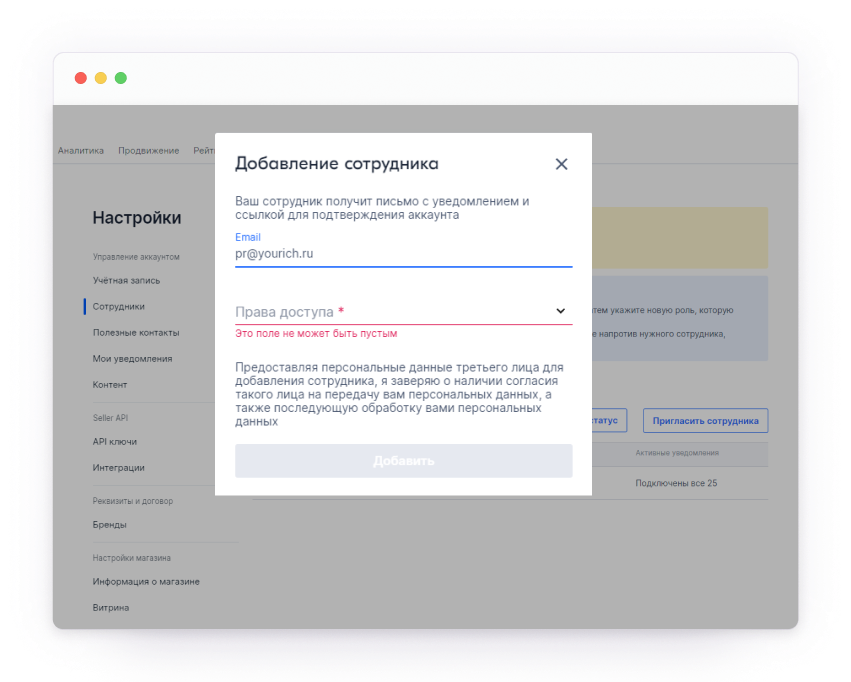 Аналитика Продвижение
Добавление сотрудника
Ваш сотрудник получит письмо с уведомлением и
ссылкой для подтверждения аккаунта
Email
pr@yourich.ru
Права доступа *
Это поле не может быть пустым
Предоставляя персональные данные третьего лица для
добавления сотрудника, я заверяю о наличии согласия
такого лица на передачу вам персональных данных, а
также последующую обработку вами персональных
данных
Добавить
Настройки
Управление аккаунтом
Учётная запись
Сотрудники
Полезные контакты
Мои уведомления
Контент
Seller API
API ключи
Интеграции
Реквизиты и договор
Бренды
Настройки магазина
Информация о магазине
Витрина
укажите новую роль, которую
напротив нужного сотрудника,
Пригласить сотрудника
Активные уведомления
Подключены все 25